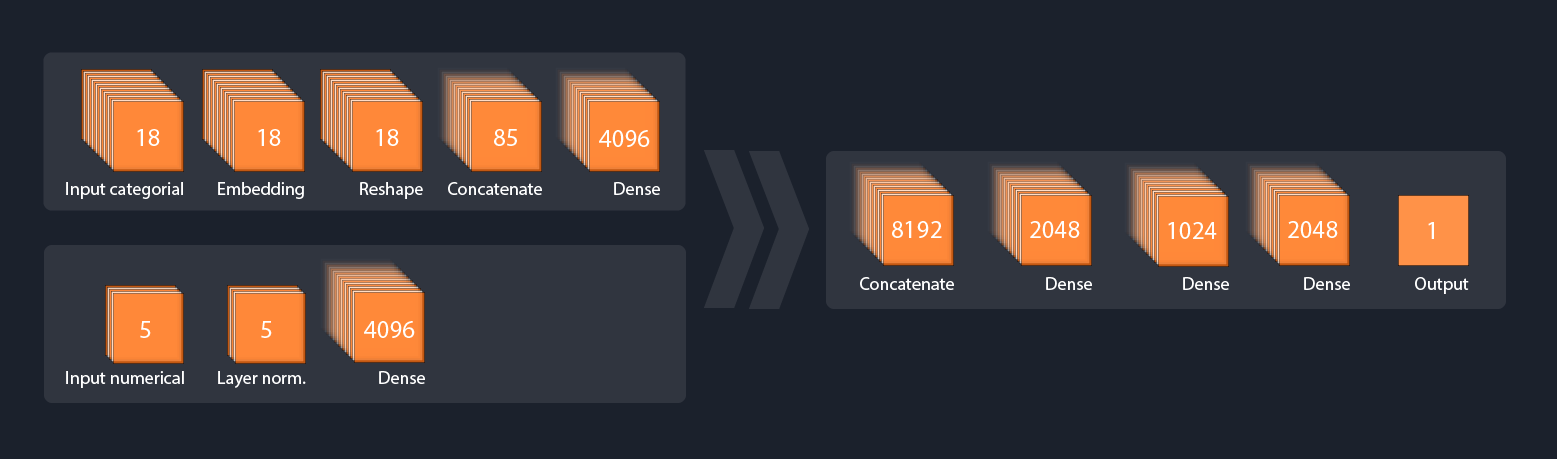 18 18 18 85 4096
Input categorial Embedding Reshape Concatenate Dense
5 5 4096
Input numerical Layer norm. Dense
8192 2048 1024 2048 1
Concatenate Dense Dense Dense Output